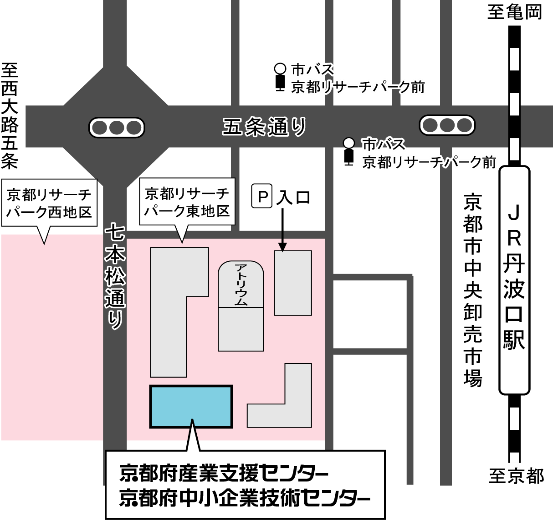 至亀岡
至西大路五条
市バス
京都リサーチパーク前
五条通り
市バス
京都リサーチパーク前
京都リサーチ
パーク西地区
京都リサーチ
パーク東地区
P 入口
七本松通り
アトリウム
京都市中央卸売市場
JR丹波口駅
京都府産業支援センター
京都府中小企業技術センター
至京都